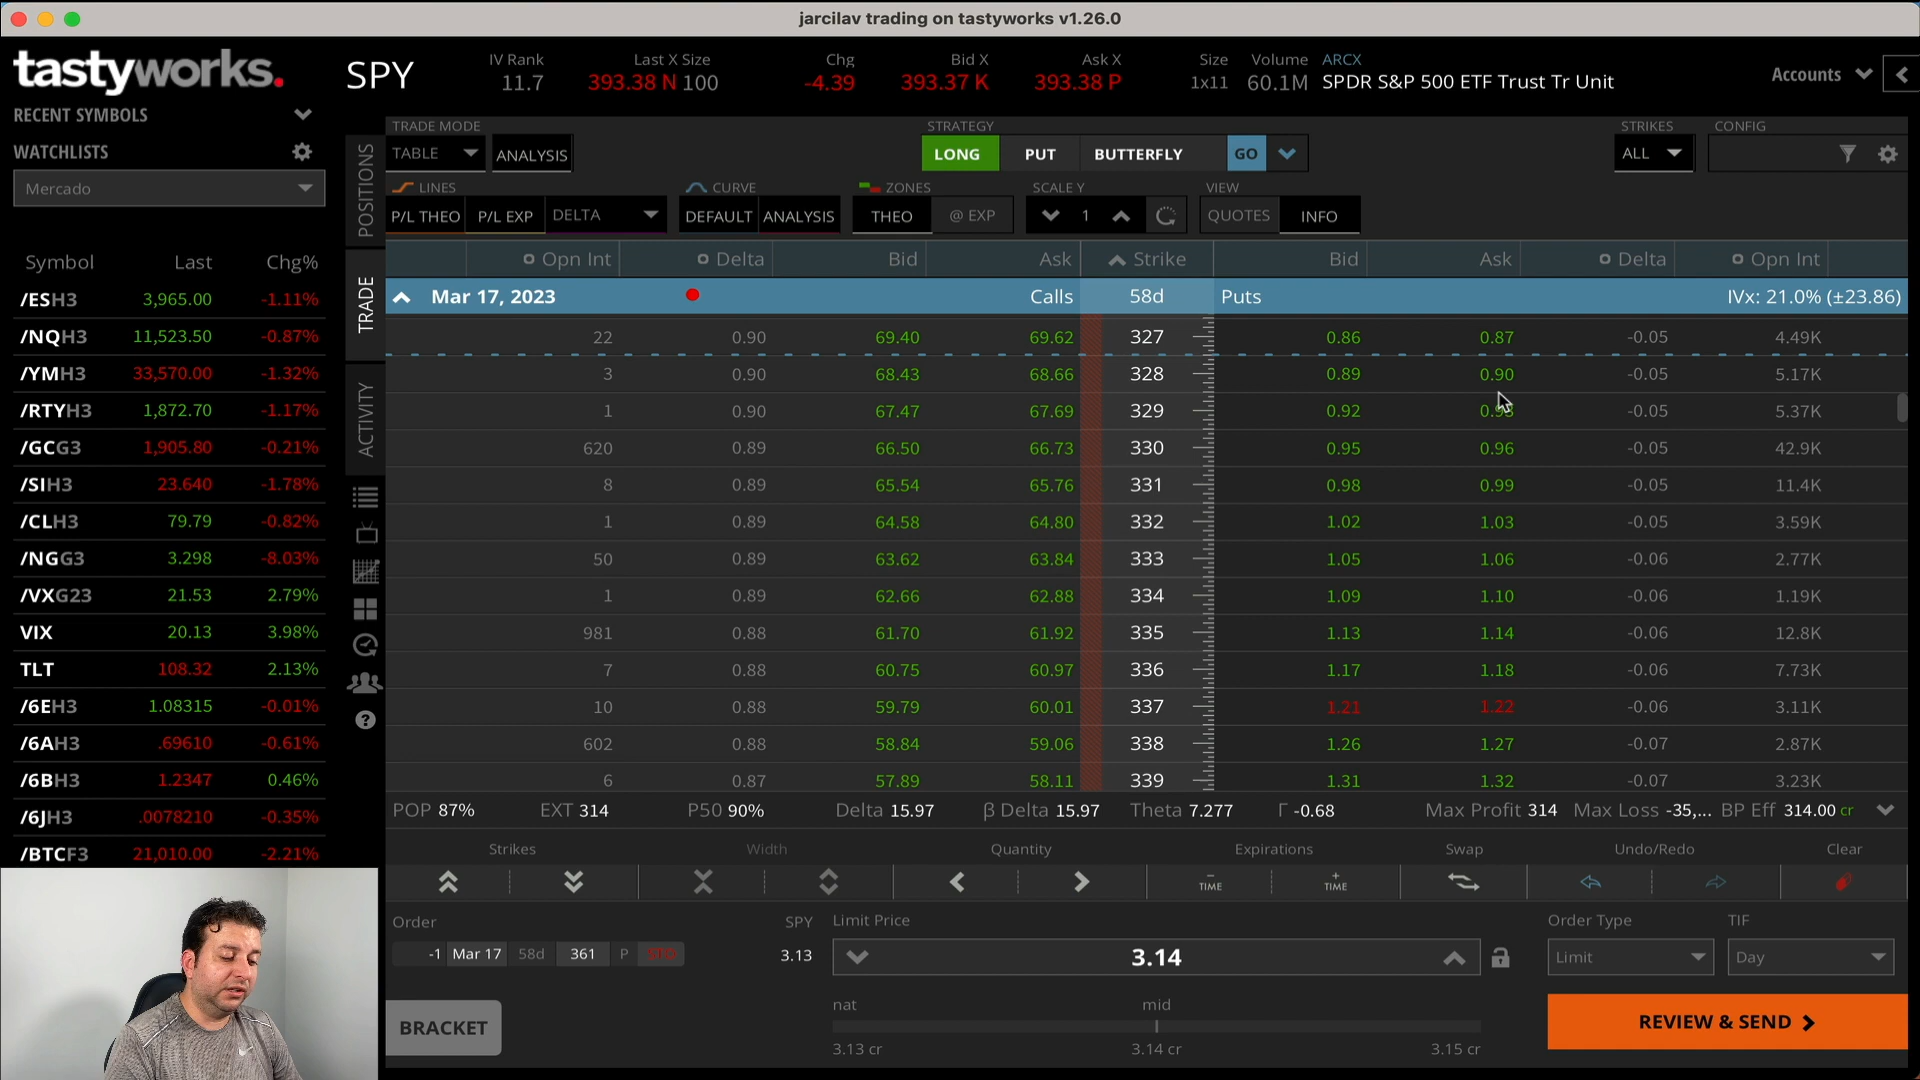 jarcilav trading on tastyworks v1.26.0
tastyworks.
SPY
IV Rank 11.7
Last X Size 393.38 N 100
Chg -4.39
Bid X 393.37 K
Ask X 393.38 P
Size 1x11
Volume 60.1M
ARCX
SPDR S&P 500 ETF Trust Tr Unit
Accounts
RECENT SYMBOLS
WATCHLISTS
Mercado
Symbol Last Chg%
/ESH3 3,965.00 -1.11%
/NQH3 11,523.50 -0.87%
/YMH3 33,570.00 -1.32%
/RTYH3 1,872.70 -1.17%
/GCG3 1,905.80 -0.21%
/SIH3 23.640 -1.78%
/CLH3 79.79 -0.82%
/NGG3 3.298 -8.03%
/VXG23 21.53 2.79%
VIX 20.13 3.98%
TLT 108.32 2.13%
/6EH3 1.08315 -0.01%
/6AH3 .69610 -0.61%
/6BH3 1.2347 0.46%
/6JH3 .0078210 -0.35%
/BTCF3 21,010.00 -2.21%
POSITIONS
TRADE
ACTIVITY
TRADE MODE
TABLE ANALYSIS
STRATEGY
LONG PUT BUTTERFLY GO
STRIKES
ALL
CONFIG
LINES
P/L THEO P/L EXP DELTA
CURVE
DEFAULT ANALYSIS
ZONES
THEO @ EXP
SCALE Y
1
VIEW
QUOTES INFO
Opn Int Delta Bid Ask Strike Bid Ask Delta Opn Int
Mar 17, 2023 Calls 58d Puts IVx: 21.0% (±23.86)
22 0.90 69.40 69.62 327 0.86 0.87 -0.05 4.49K
3 0.90 68.43 68.66 328 0.89 0.90 -0.05 5.17K
1 0.90 67.47 67.69 329 0.92 -0.05 5.37K
620 0.89 66.50 66.73 330 0.95 0.96 -0.05 42.9K
8 0.89 65.54 65.76 331 0.98 0.99 -0.05 11.4K
1 0.89 64.58 64.80 332 1.02 1.03 -0.05 3.59K
50 0.89 63.62 63.84 333 1.05 1.06 -0.06 2.77K
1 0.89 62.66 62.88 334 1.09 1.10 -0.06 1.19K
981 0.88 61.70 61.92 335 1.13 1.14 -0.06 12.8K
7 0.88 60.75 60.97 336 1.17 1.18 -0.06 7.73K
10 0.88 59.79 60.01 337 1.21 1.22 -0.06 3.11K
602 0.88 58.84 59.06 338 1.26 1.27 -0.07 2.87K
6 0.87 57.89 58.11 339 1.31 1.32 -0.07 3.23K
POP 87% EXT 314 P50 90% Delta 15.97 β Delta 15.97 Theta 7.277 Γ -0.68 Max Profit 314 Max Loss -35,... BP Eff 314.00 cr
Strikes Width Quantity Expirations Swap Undo/Redo Clear
TIME TIME
Order SPY Limit Price Order Type TIF
-1 Mar 17 58d 361 P STO 3.13 3.14 Limit Day
BRACKET
nat mid
3.13 cr 3.14 cr 3.15 cr
REVIEW & SEND